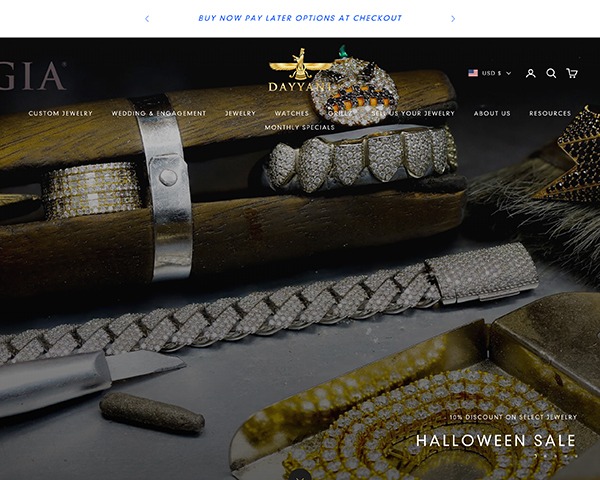 BUY NOW PAY LATER OPTIONS AT CHECKOUT
GIA®
DAYYANI
USD $
CUSTOM JEWELRY WEDDING & ENGAGEMENT JEWELRY WATCHES GRILLZ SELL US YOUR JEWELRY ABOUT US RESOURCES
MONTHLY SPECIALS
10% DISCOUNT ON SELECT JEWELRY
HALLOWEEN SALE